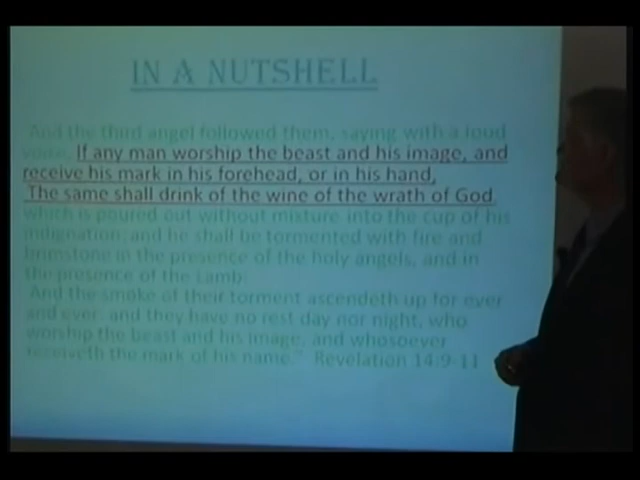 IN A NUTSHELL
And the third angel followed them, saying with a loud
voice, If any man worship the beast and his image, and
receive his mark in his forehead, or in his hand,
The same shall drink of the wine of the wrath of God,
which is poured out without mixture into the cup of his
indignation; and he shall be tormented with fire and
brimstone in the presence of the holy angels, and in
the presence of the Lamb:
And the smoke of their torment ascendeth up for ever
and ever: and they have no rest day nor night, who
worship the beast and his image, and whosoever
receiveth the mark of his name." Revelation 14:9-11